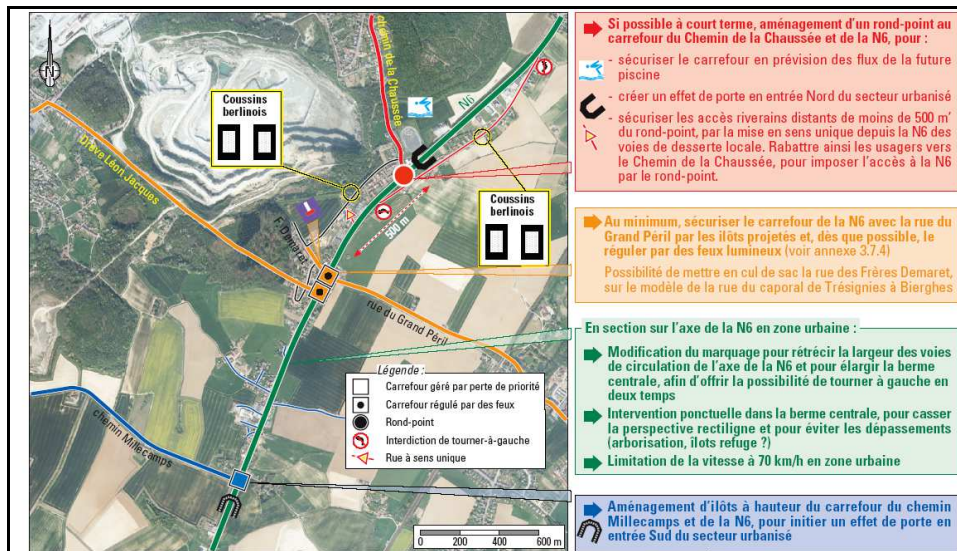 N
Coussins
berlinois
chemin de la Chaussée
N6
Drève Léon Jacques
F. Demaret
500 m
Coussins
berlinois
rue du Grand Péril
chemin Millecamps
Légende :
Carrefour géré par perte de priorité
Carrefour régulé par des feux
Rond-point
Interdiction de tourner-à-gauche
Rue à sens unique
0 200 400 600 m
Si possible à court terme, aménagement d'un rond-point au
carrefour du Chemin de la Chaussée et de la N6, pour :
- sécuriser le carrefour en prévision des flux de la future
piscine
- créer un effet de porte en entrée Nord du secteur urbanisé
- sécuriser les accès riverains distants de moins de 500 m'
du rond-point, par la mise en sens unique depuis la N6 des
voies de desserte locale. Rabattre ainsi les usagers vers
le Chemin de la Chaussée, pour imposer l'accès à la N6
par le rond-point.
Au minimum, sécuriser le carrefour de la N6 avec la rue du
Grand Péril par les ilôts projetés et, dès que possible, le
réguler par des feux lumineux (voir annexe 3.7.4)
Possibilité de mettre en cul de sac la rue des Frères Demaret,
sur le modèle de la rue du caporal de Trésignies à Bierghes
En section sur l'axe de la N6 en zone urbaine :
Modification du marquage pour rétrécir la largeur des voies
de circulation de l'axe de la N6 et pour élargir la berme
centrale, afin d'offrir la possibilité de tourner à gauche en
deux temps
Intervention ponctuelle dans la berme centrale, pour casser
la perspective rectiligne et pour éviter les dépassements
(arborisation, îlots refuge ?)
Limitation de la vitesse à 70 km/h en zone urbaine
Aménagement d'ilôts à hauteur du carrefour du chemin
Millecamps et de la N6, pour initier un effet de porte en
entrée Sud du secteur urbanisé